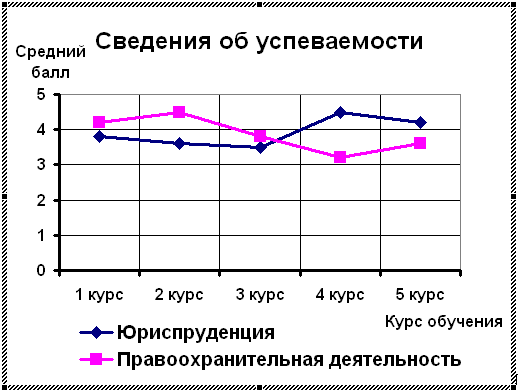 Сведения об успеваемости
Средний
балл
5
4
3
2
1
0
1 курс
2 курс
3 курс
4 курс
5 курс
Курс обучения
Юриспруденция
Правоохранительная деятельность